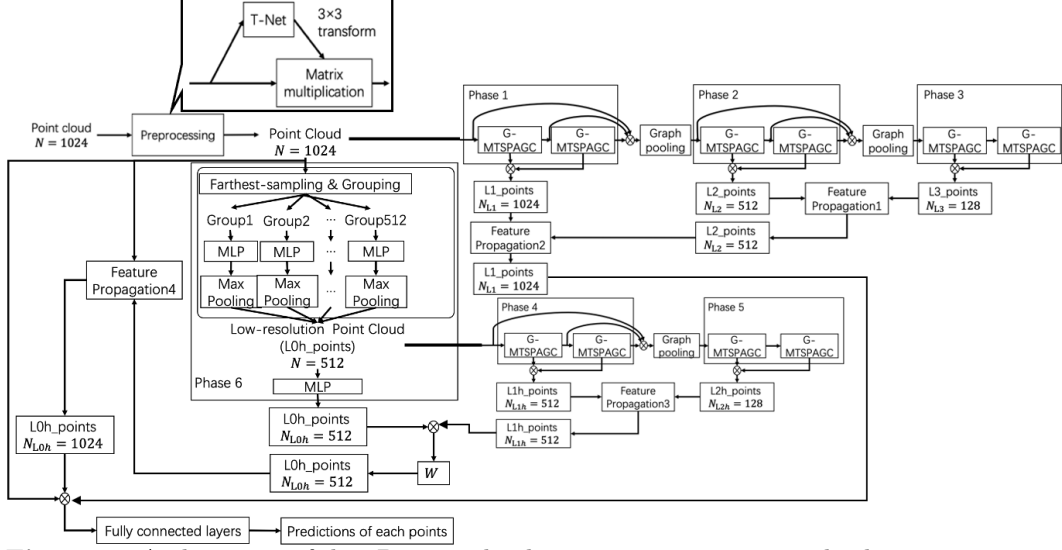 T-Net
3×3
transform
Matrix
multiplication
Point cloud
N = 1024
Preprocessing
Point Cloud
N = 1024
Phase 1
G-
MTSPAGC
G-
MTSPAGC
Graph
pooling
Phase 2
G-
MTSPAGC
G-
MTSPAGC
Graph
pooling
Phase 3
G-
MTSPAGC
G-
MTSPAGC
L1_points
N_L1 = 1024
L2_points
N_L2 = 512
Feature
Propagation1
L3_points
N_L3 = 128
Feature
Propagation2
L2_points
N_L2 = 512
L1_points
N_L1 = 1024
Farthest-sampling & Grouping
Group1
Group2
...
Group512
MLP
MLP
...
MLP
Max
Pooling
Max
Pooling
...
Max
Pooling
Low-resolution Point Cloud
(L0h_points)
N = 512
Phase 6
MLP
Feature
Propagation4
Phase 4
G-
MTSPAGC
G-
MTSPAGC
Graph
pooling
Phase 5
G-
MTSPAGC
G-
MTSPAGC
L1h_points
N_L1h = 512
Feature
Propagation3
L2h_points
N_L2h = 128
L1h_points
N_L1h = 512
L0h_points
N_L0h = 1024
L0h_points
N_L0h = 512
L0h_points
N_L0h = 512
W
Fully connected layers
Predictions of each points